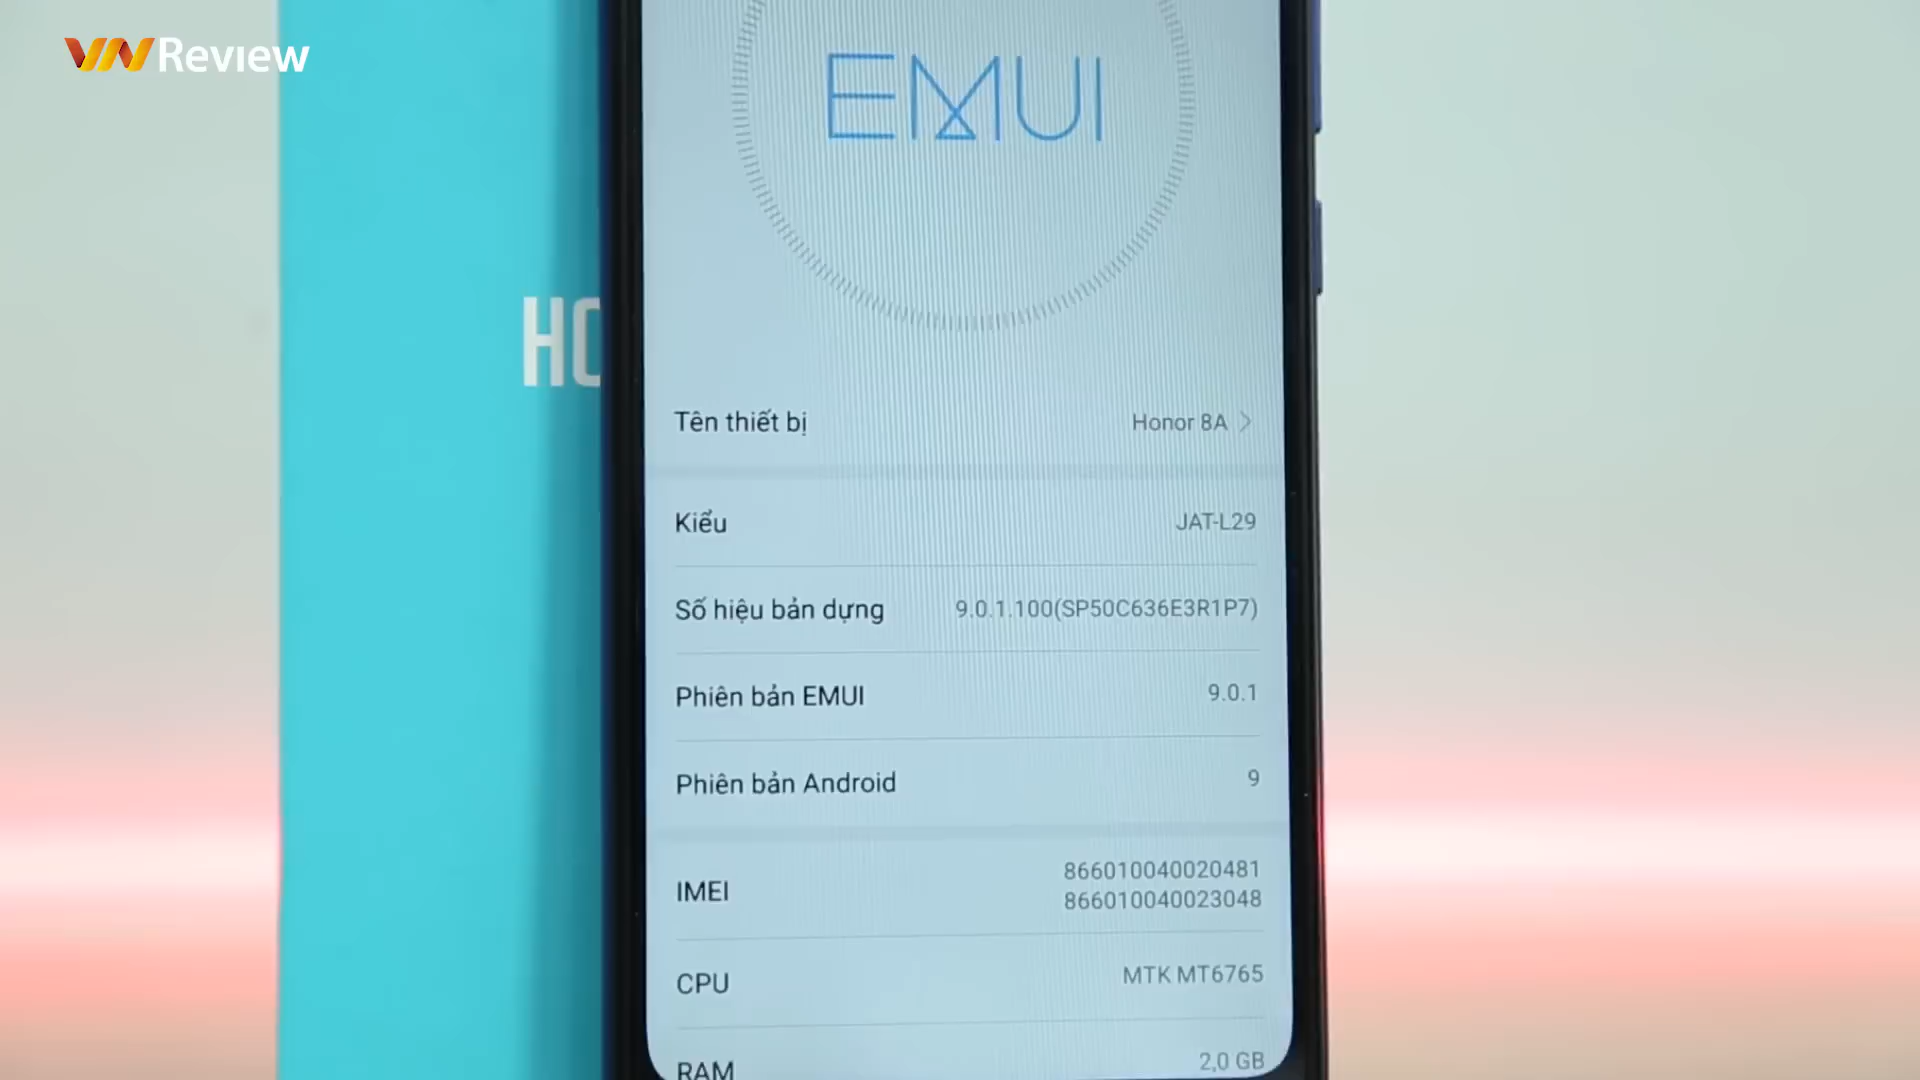 VNReview
EMUI
HO
Tên thiết bị Honor 8A
Kiểu JAT-L29
Số hiệu bản dựng 9.0.1.100(SP50C636E3R1P7)
Phiên bản EMUI 9.0.1
Phiên bản Android 9
IMEI 866010040020481
866010040023048
CPU MTK MT6765
RAM 2,0 GB